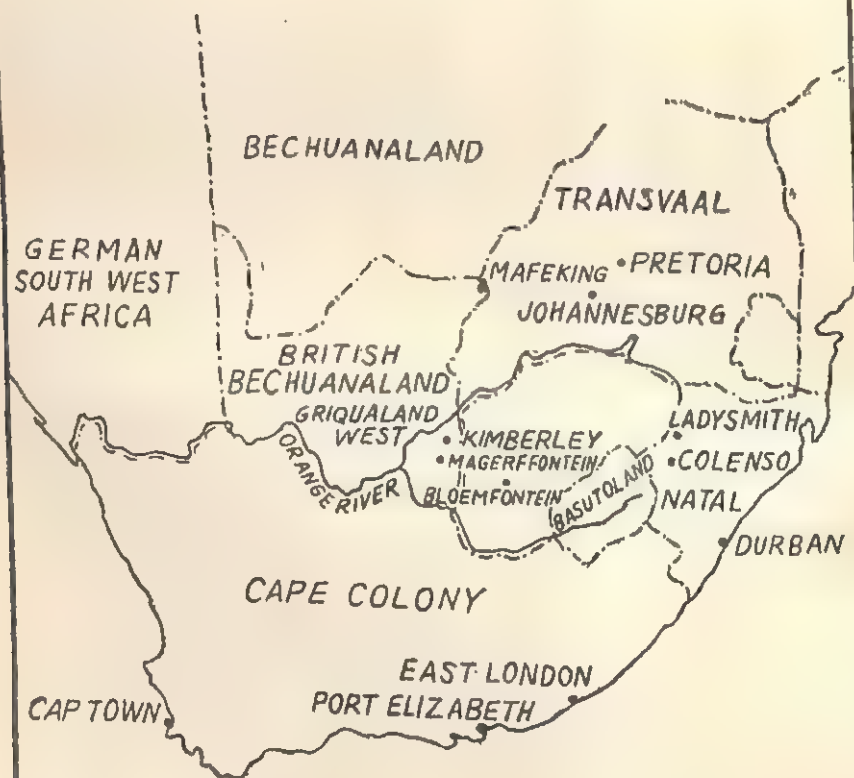 BECHUANALAND
TRANSVAAL
GERMAN
SOUTH WEST
AFRICA
MAFEKING
PRETORIA
JOHANNESBURG
BRITISH
BECHUANALAND
GRIQUALAND
WEST
ORANGE RIVER
KIMBERLEY
MAGERFFONTEIN
BLOEMFONTEIN
BASUTOLAND
LADYSMITH
COLENSO
NATAL
DURBAN
CAPE COLONY
EAST LONDON
PORT ELIZABETH
CAP TOWN